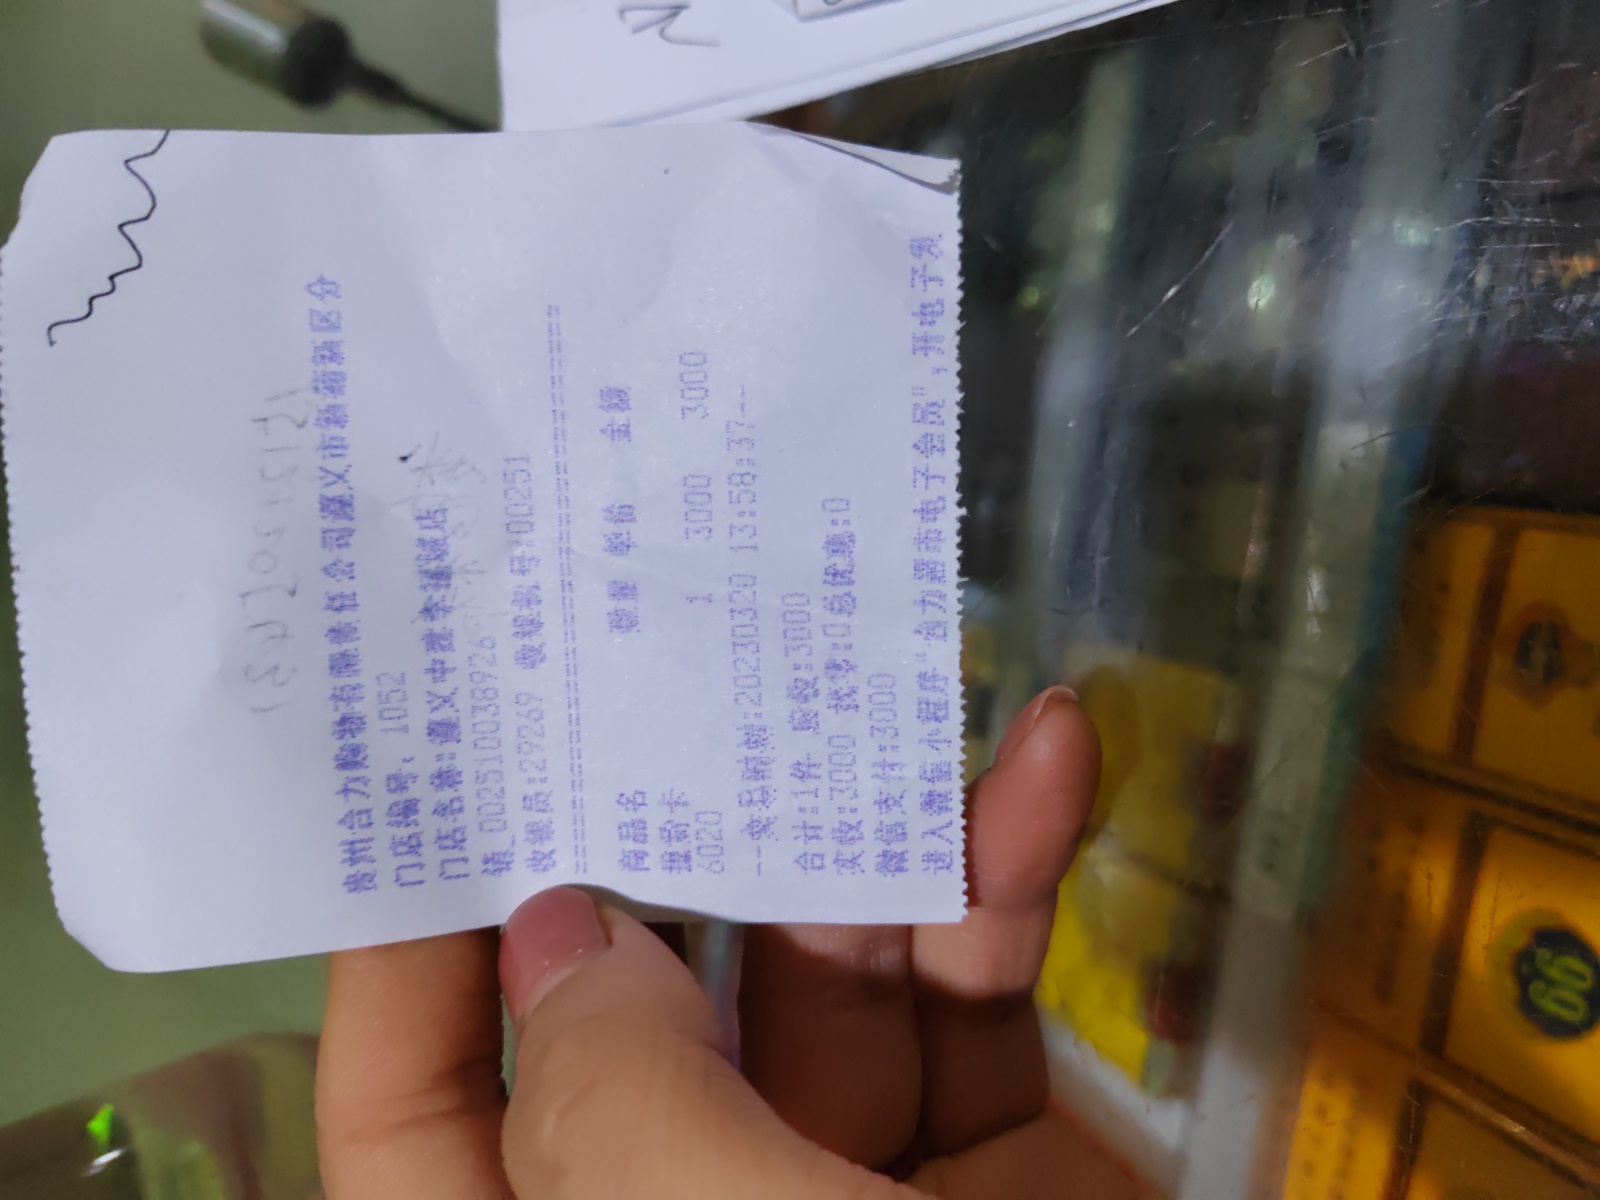 贵州合力购物有限责任公司遵义市新蒲新区分
门店编号: 1052
门店名称:遵义中建幸福城店
销_002510038926
收银员:29269 收银机号:00251
商品名 数量 单价 金额
提货卡
6020 1 3000 3000
---交易时间:20230320 13:58:37---
合计:1件 应收:3000
实收:3000 找零:0总优惠:0
微信支付:3000
进入微信小程序"合力超市电子会员",开电子发